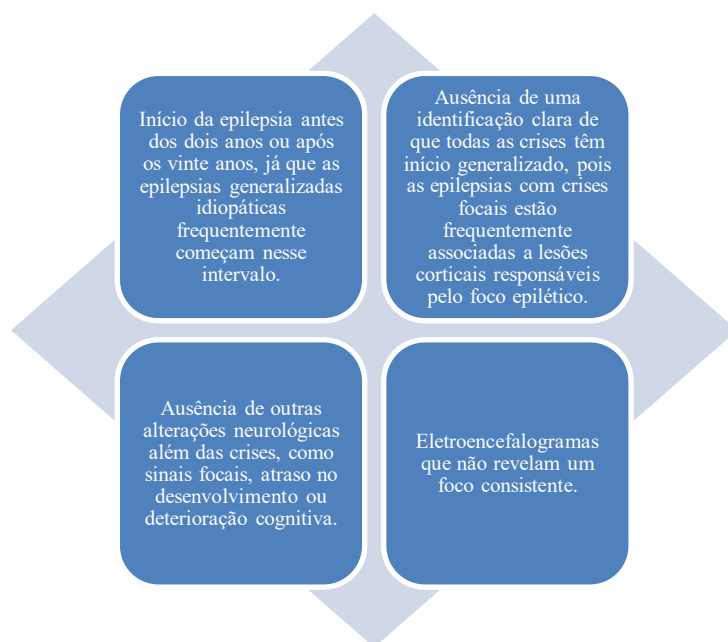 Início da epilepsia antes
dos dois anos ou após
os vinte anos, já que as
epilepsias generalizadas
idiopáticas
frequentemente
começam nesse
intervalo.
Ausência de uma
identificação clara de
que todas as crises têm
início generalizado, pois
as epilepsias com crises
focais estão
frequentemente
associadas a lesões
corticais responsáveis
pelo foco epilético.
Ausência de outras
alterações neurológicas
além das crises, como
sinais focais, atraso no
desenvolvimento ou
deterioração cognitiva.
Eletroencefalogramas
que não revelam um
foco consistente.